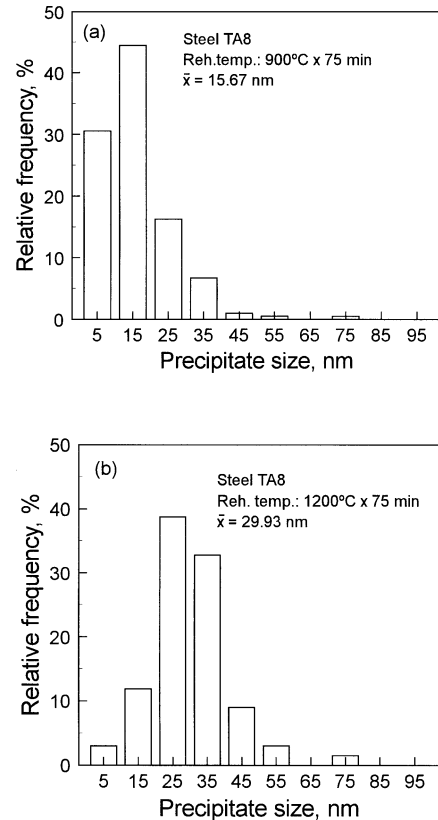 (a)
Steel TA8
Reh.temp.: 900ºC x 75 min
x̄ = 15.67 nm
Relative frequency, %
50
40
30
20
10
0
5 15 25 35 45 55 65 75 85 95
Precipitate size, nm
(b)
Steel TA8
Reh. temp.: 1200ºC x 75 min
x̄ = 29.93 nm
Relative frequency, %
50
40
30
20
10
0
5 15 25 35 45 55 65 75 85 95
Precipitate size, nm